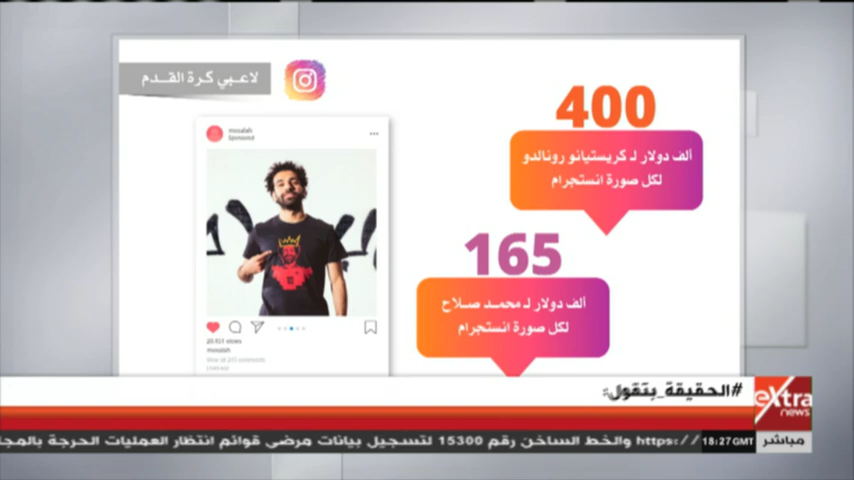 لاعبي كرة القدم
400
ألف دولار لـ كريستيانو رونالدو
لكل صورة انستجرام
165
ألف دولار لـ محمد صلاح
لكل صورة انستجرام
mosalah
Sponsored
mosalah
#الحقيقة_بتقول
eXtra
news
مباشر
18:27 GMT
https:// والخط الساخن رقم 15300 لتسجيل بيانات مرضى قوائم انتظار العمليات الحرجة بالمجا